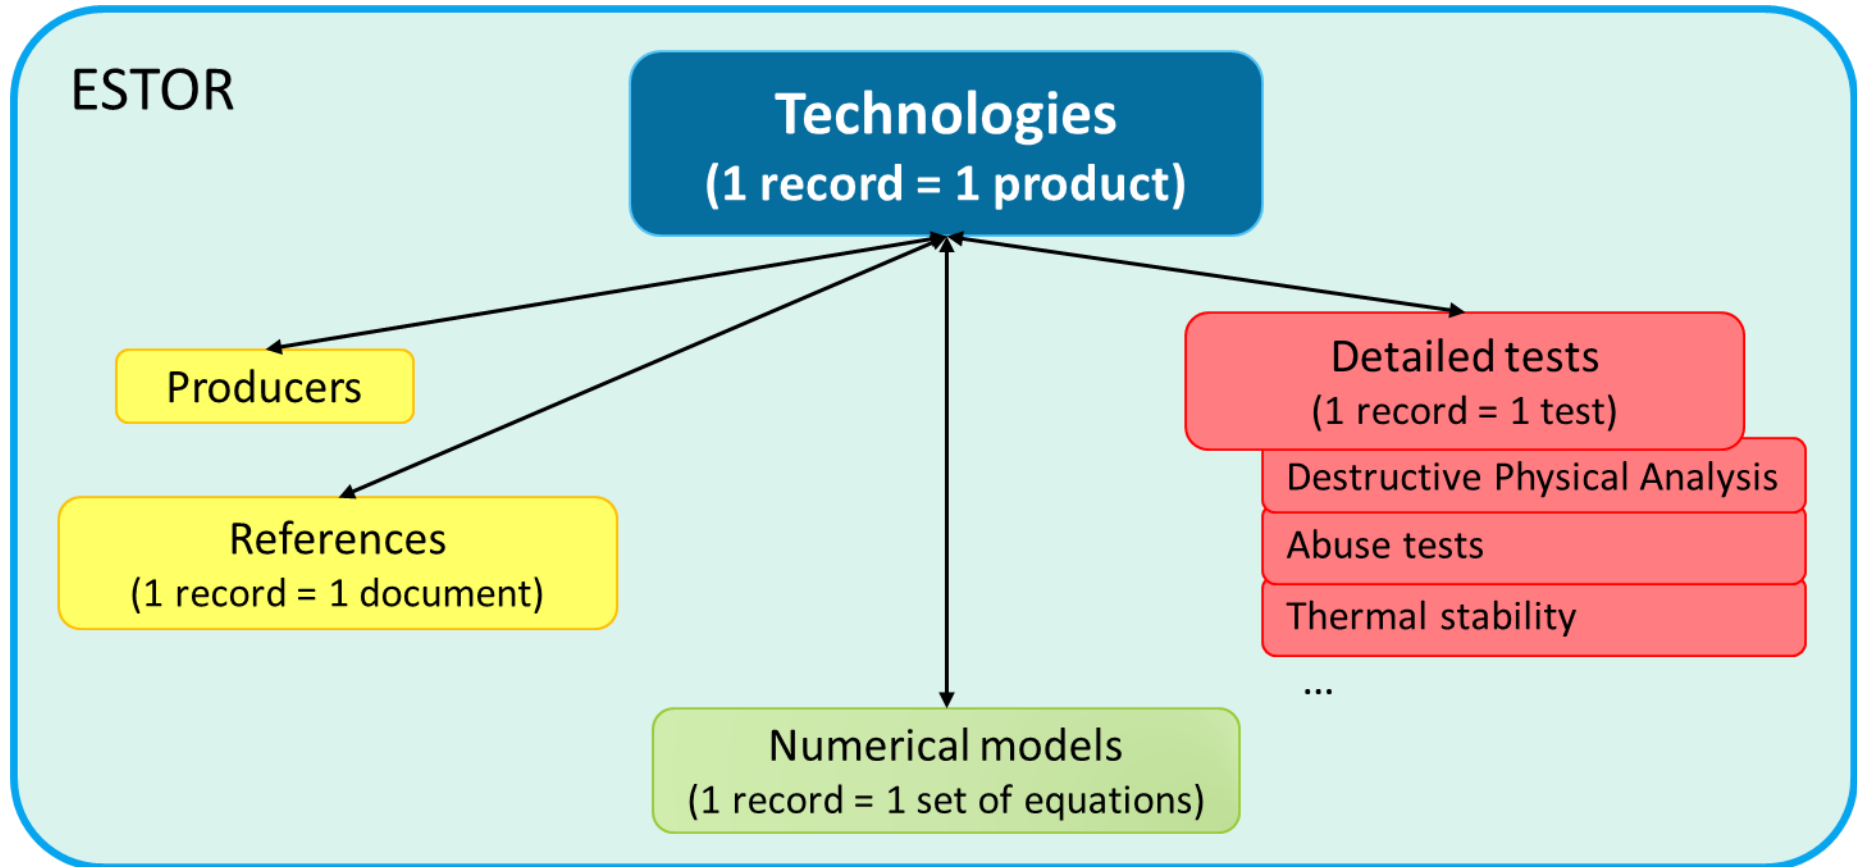 ESTOR
Technologies
(1 record = 1 product)
Producers
References
(1 record = 1 document)
Numerical models
(1 record = 1 set of equations)
Detailed tests
(1 record = 1 test)
Destructive Physical Analysis
Abuse tests
Thermal stability
...